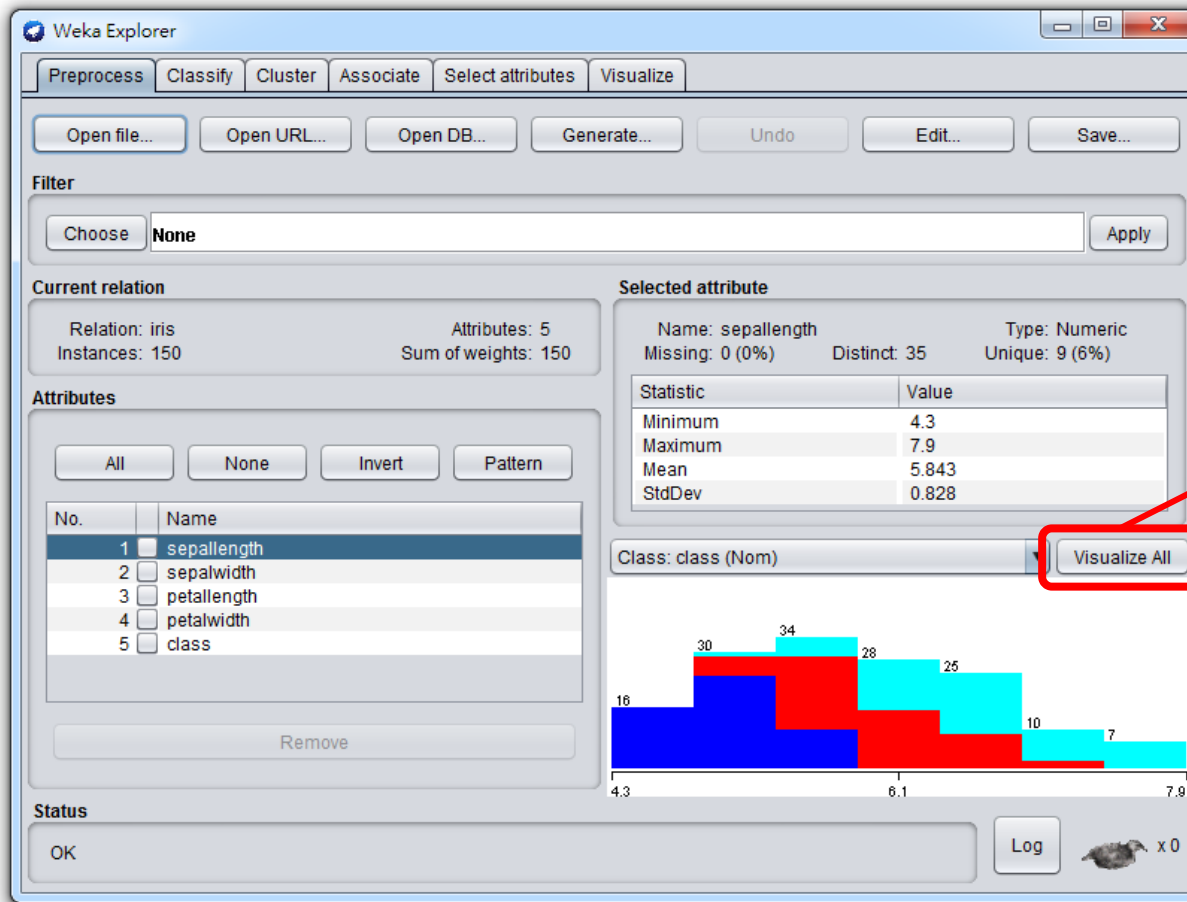 Weka Explorer
Preprocess Classify Cluster Associate Select attributes Visualize
Open file... Open URL... Open DB... Generate... Undo Edit... Save...
Filter
Choose None Apply
Current relation
Relation: iris Attributes: 5
Instances: 150 Sum of weights: 150
Selected attribute
Name: sepallength Type: Numeric
Missing: 0 (0%) Distinct: 35 Unique: 9 (6%)
Statistic Value
Minimum 4.3
Maximum 7.9
Mean 5.843
StdDev 0.828
Attributes
All None Invert Pattern
No. Name
1 sepallength
2 sepalwidth
3 petallength
4 petalwidth
5 class
Remove
Class: class (Nom) Visualize All
16 30 34 28 25 10 7
4.3 6.1 7.9
Status
OK Log x 0